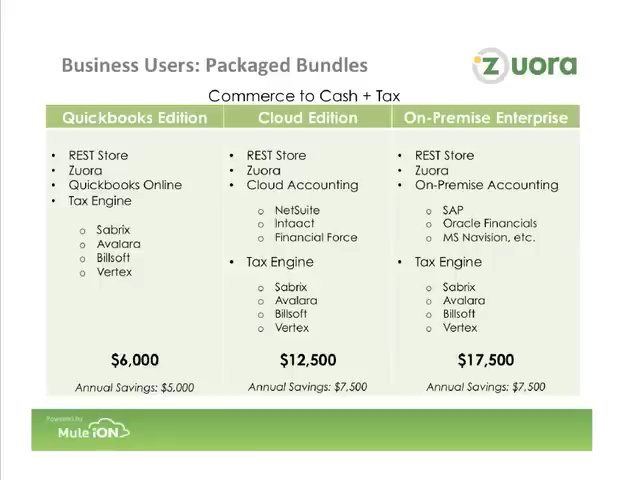 Business Users: Packaged Bundles
zuora
Commerce to Cash + Tax
Quickbooks Edition
• REST Store
• Zuora
• Quickbooks Online
• Tax Engine
o Sabrix
o Avalara
o Billsoft
o Vertex
$6,000
Annual Savings: $5,000
Cloud Edition
• REST Store
• Zuora
• Cloud Accounting
o NetSuite
o Intaact
o Financial Force
• Tax Engine
o Sabrix
o Avalara
o Billsoft
o Vertex
$12,500
Annual Savings: $7,500
On-Premise Enterprise
• REST Store
• Zuora
• On-Premise Accounting
o SAP
o Oracle Financials
o MS Navision, etc.
• Tax Engine
o Sabrix
o Avalara
o Billsoft
o Vertex
$17,500
Annual Savings: $7,500
Powered by
Mule iON